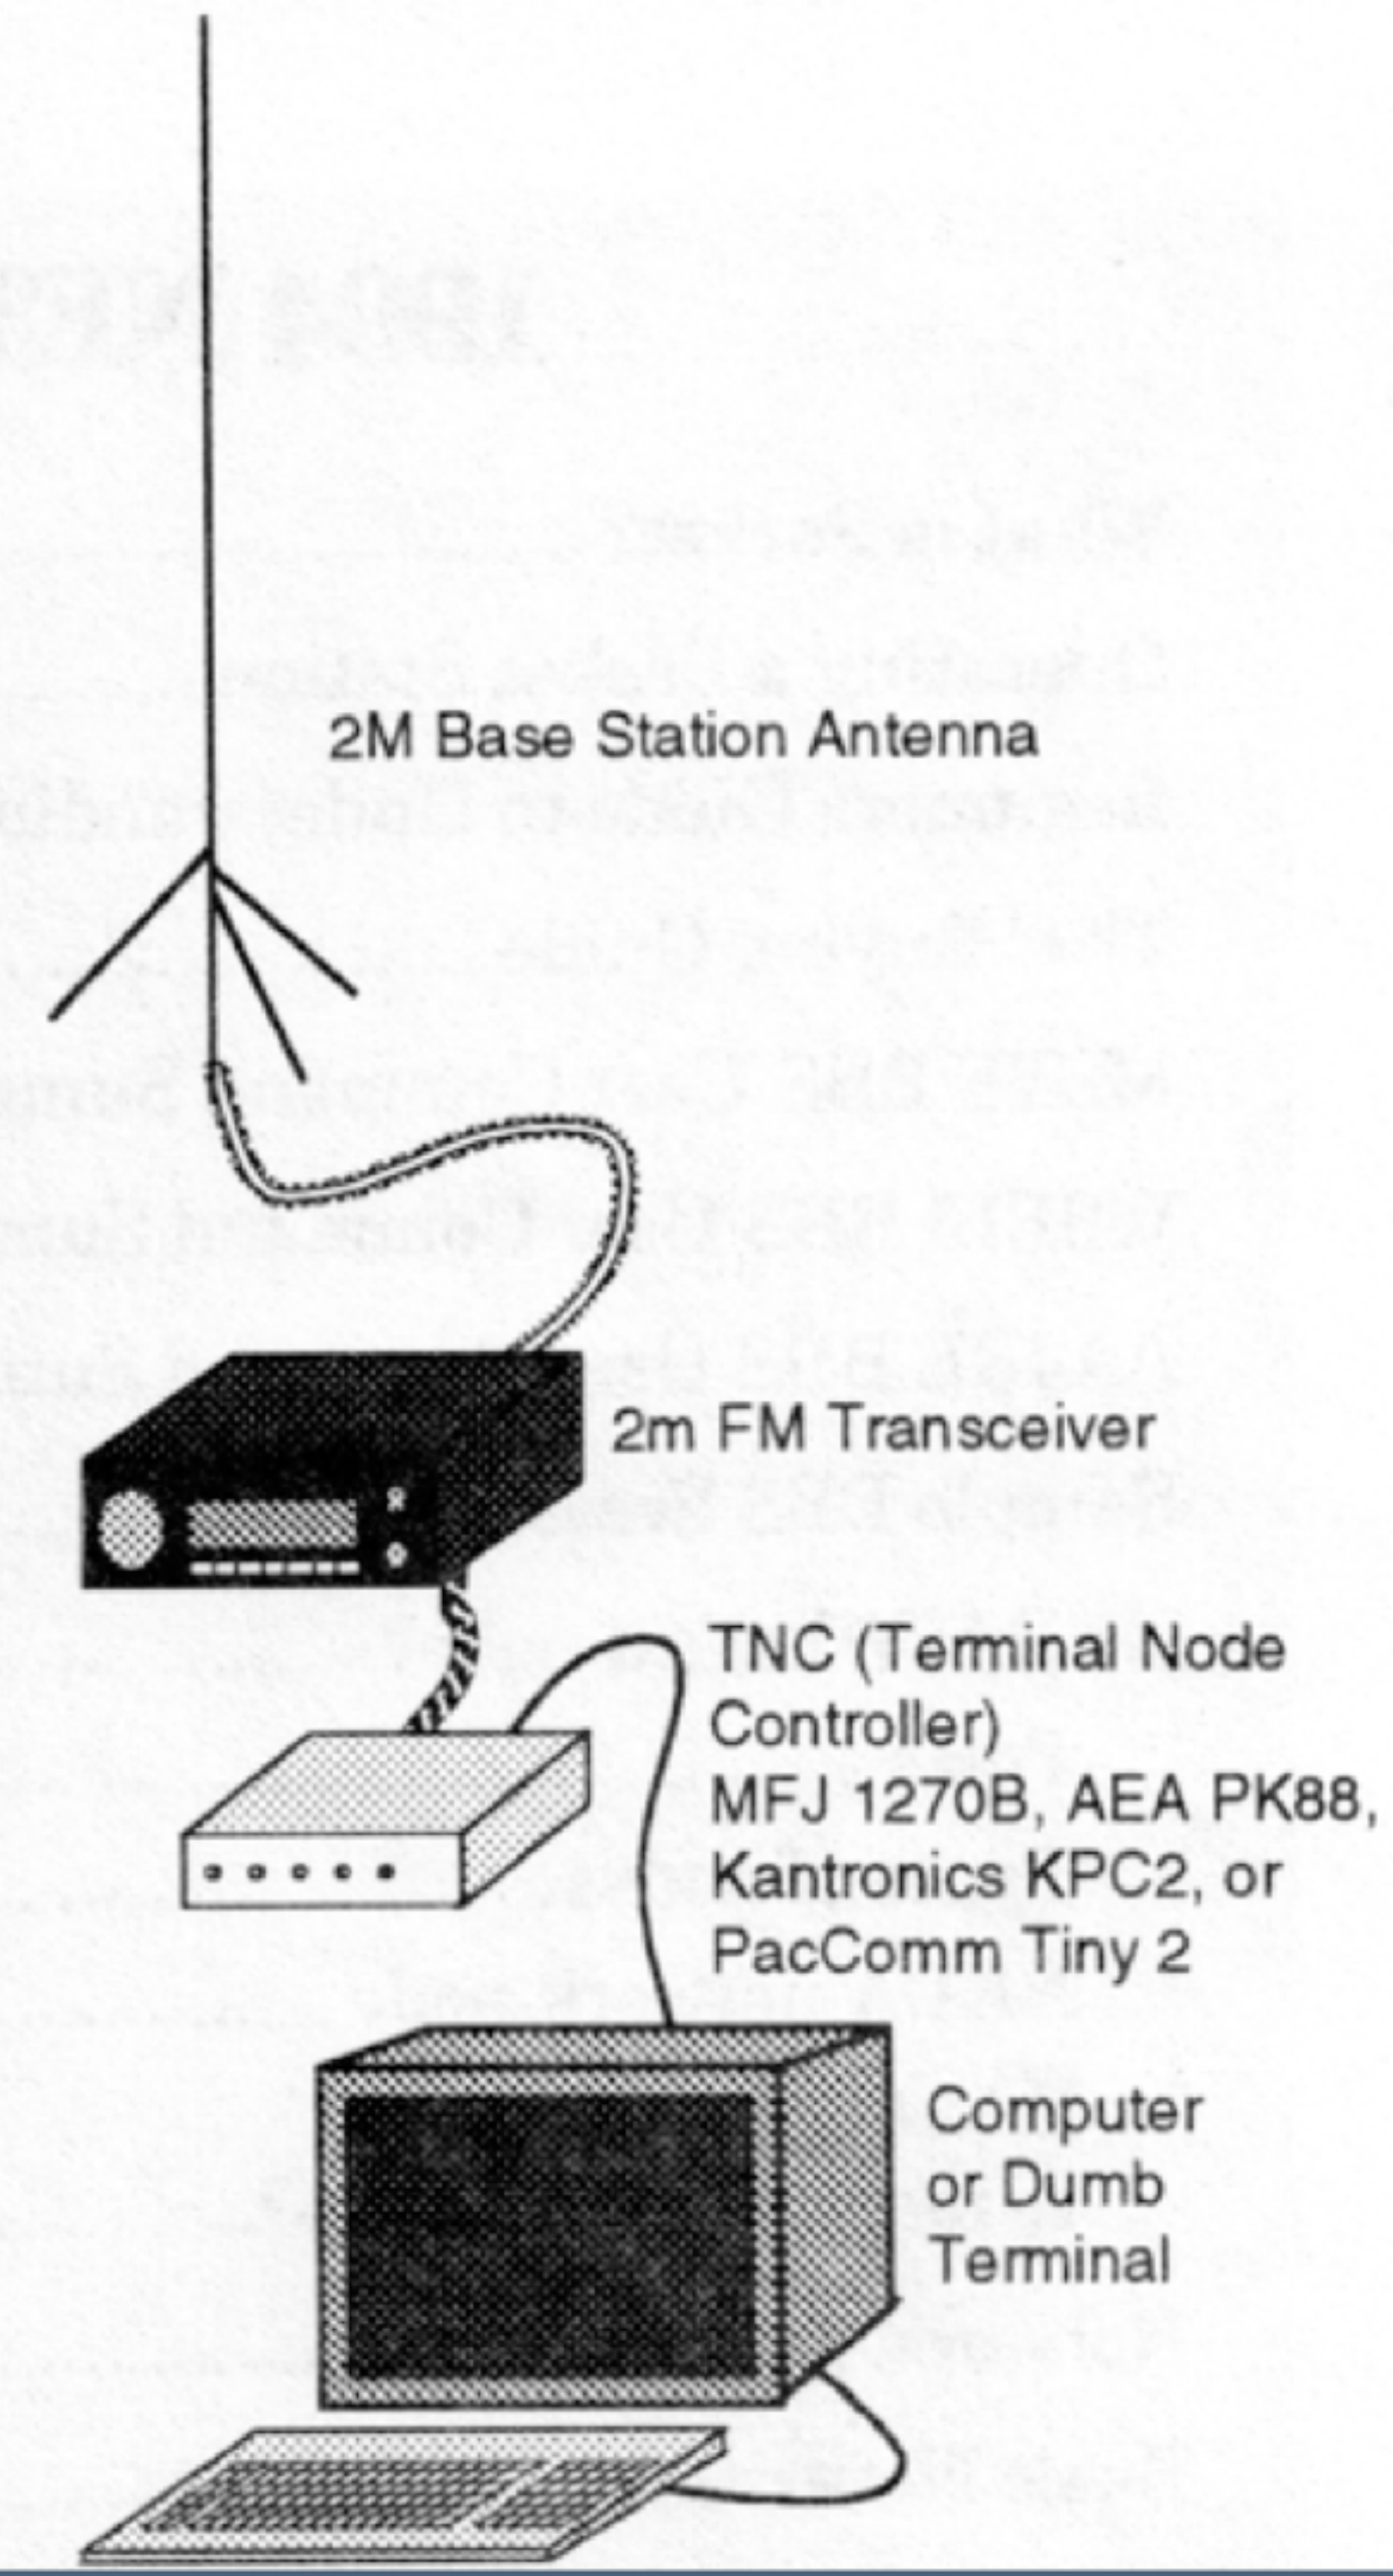 2M Base Station Antenna
2m FM Transceiver
TNC (Terminal Node
Controller)
MFJ 1270B, AEA PK88,
Kantronics KPC2, or
PacComm Tiny 2
Computer
or Dumb
Terminal